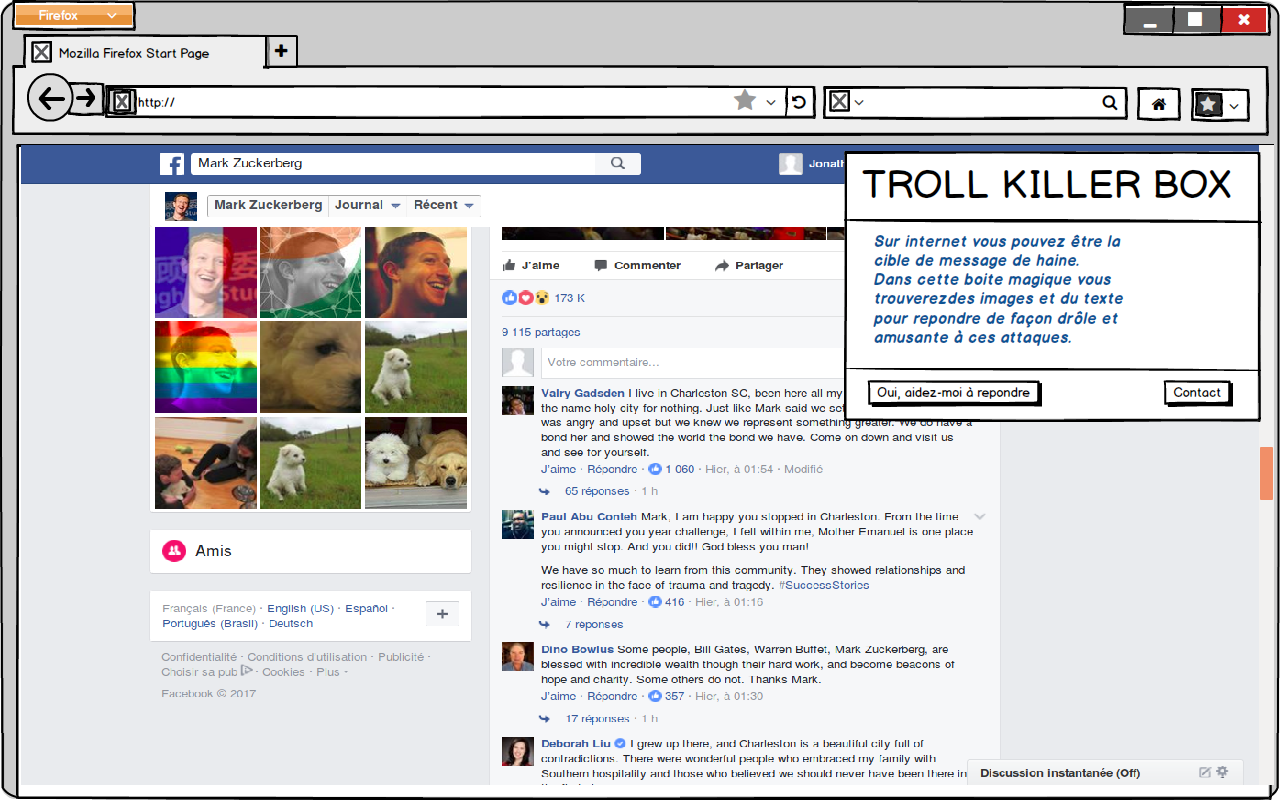 Firefox
Mozilla Firefox Start Page
http://
Mark Zuckerberg
Jonath
Mark Zuckerberg
Journal
Récent
TROLL KILLER BOX
Sur internet vous pouvez être la
cible de message de haine.
Dans cette boite magique vous
trouverezdes images et du texte
pour repondre de façon drôle et
amusante à ces attaques.
Oui, aidez-moi à repondre
Contact
J'aime
Commenter
Partager
173 K
9 115 partages
Votre commentaire...
Valry Gadsden I live in Charleston SC, been here all my
the name holy city for nothing. Just like Mark said we set
was angry and upset but we knew we represent something greater. We do have a
bond her and showed the world the bond we have. Come on down and visit us
and see for yourself.
J'aime · Répondre · 1 060 · Hier, à 01:54 · Modifié
65 réponses · 1 h
Paul Abu Conteh Mark, I am happy you stopped in Charleston. From the time
you announced you year challenge, I felt within me, Mother Emanuel is one place
you might stop. And you did!! God bless you man!
We have so much to learn from this community. They showed relationships and
resilience in the face of trauma and tragedy. #SuccessStories
J'aime · Répondre · 416 · Hier, à 01:16
7 réponses
Dino Bowlus Some people, Bill Gates, Warren Buffet, Mark Zuckerberg, are
blessed with incredible wealth though their hard work, and become beacons of
hope and charity. Some others do not. Thanks Mark.
J'aime · Répondre · 357 · Hier, à 01:30
17 réponses · 1 h
Deborah Liu I grew up there, and Charleston is a beautiful city full of
contradictions. There were wonderful people who embraced my family with
Southern hospitality and those who believed we should never have been there in
Amis
Français (France) · English (US) · Español ·
Português (Brasil) · Deutsch
Confidentialité · Conditions d'utilisation · Publicité ·
Choisir sa pub · Cookies · Plus
Facebook © 2017
Discussion instantanée (Off)